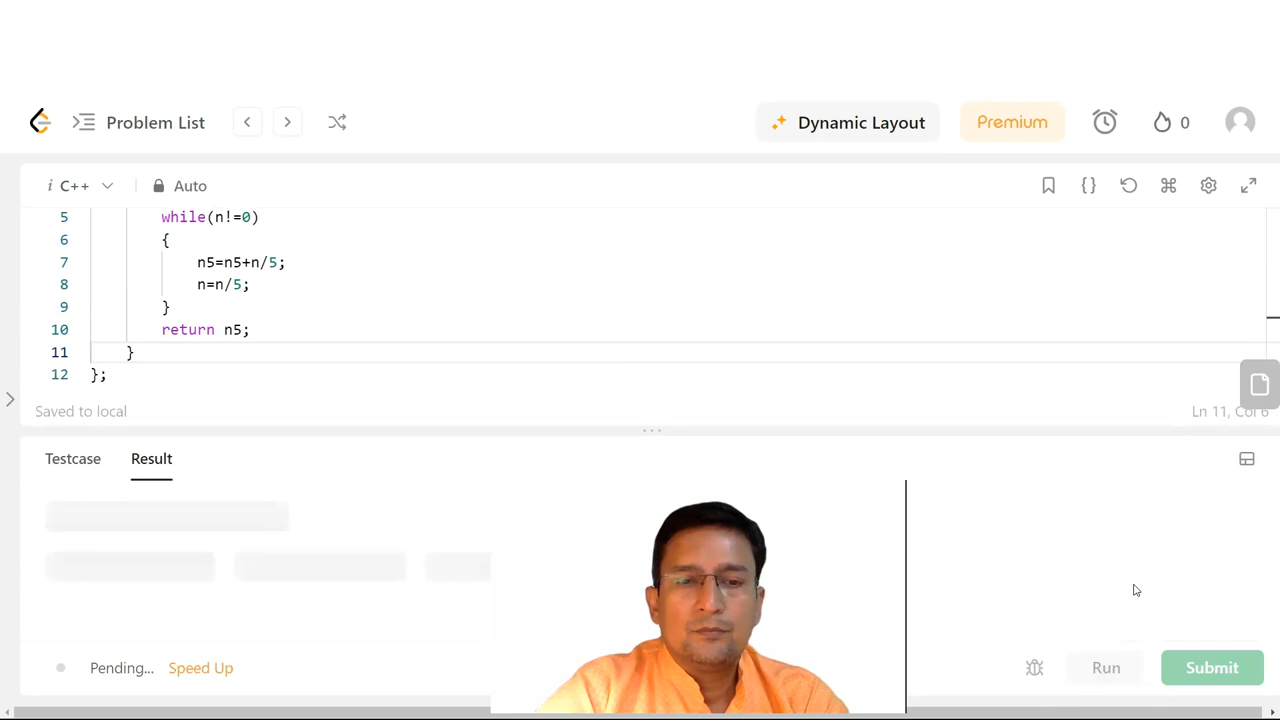 Problem List
Dynamic Layout
Premium
0
i C++
Auto
5 while(n!=0)
6 {
7 n5=n5+n/5;
8 n=n/5;
9 }
10 return n5;
11 }
12 };
Saved to local
Ln 11, Col 6
Testcase Result
Pending... Speed Up
Run
Submit